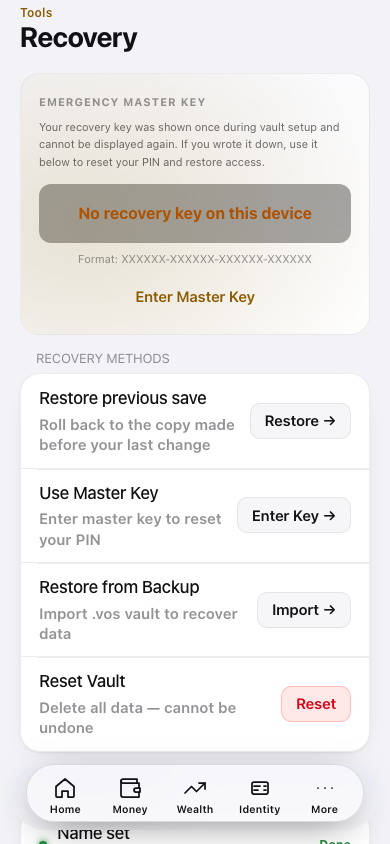 Tools
Recovery
EMERGENCY MASTER KEY
Your recovery key was shown once during vault setup and
cannot be displayed again. If you wrote it down, use it
below to reset your PIN and restore access.
No recovery key on this device
Format: XXXXXX-XXXXXX-XXXXXX-XXXXXX
Enter Master Key
RECOVERY METHODS
Restore previous save
Roll back to the copy made
before your last change
Restore →
Use Master Key
Enter master key to reset
your PIN
Enter Key →
Restore from Backup
Import .vos vault to recover
data
Import →
Reset Vault
Delete all data — cannot be
undone
Reset
Home
Money
Wealth
Identity
More
Name set
Done